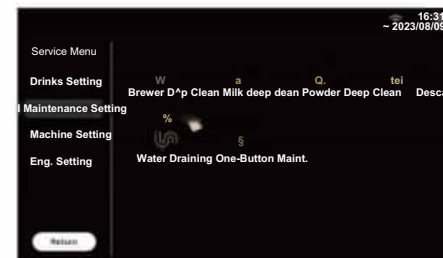 16:31
~ 2023/08/09
Service Menu
Drinks Setting
W a Q. tei
Brewer D^p Clean Milk deep dean Powder Deep Clean Desca
l Maintenance Setting
%
Machine Setting
§
Eng. Setting
Water Draining One-Button Maint.
Return